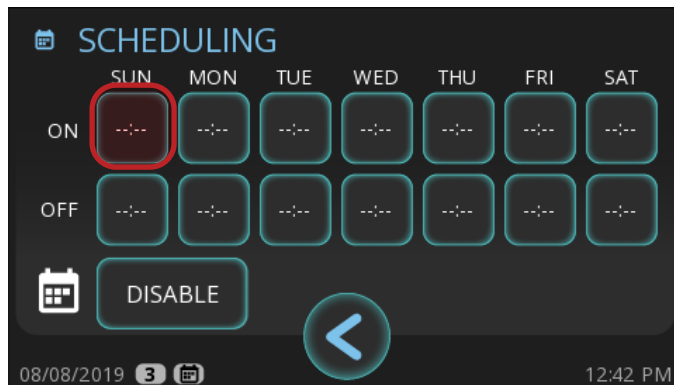 SCHEDULING
SUN MON TUE WED THU FRI SAT
ON --:-- --:-- --:-- --:-- --:-- --:-- --:--
OFF --:-- --:-- --:-- --:-- --:-- --:-- --:--
DISABLE
08/08/2019 3 12:42 PM